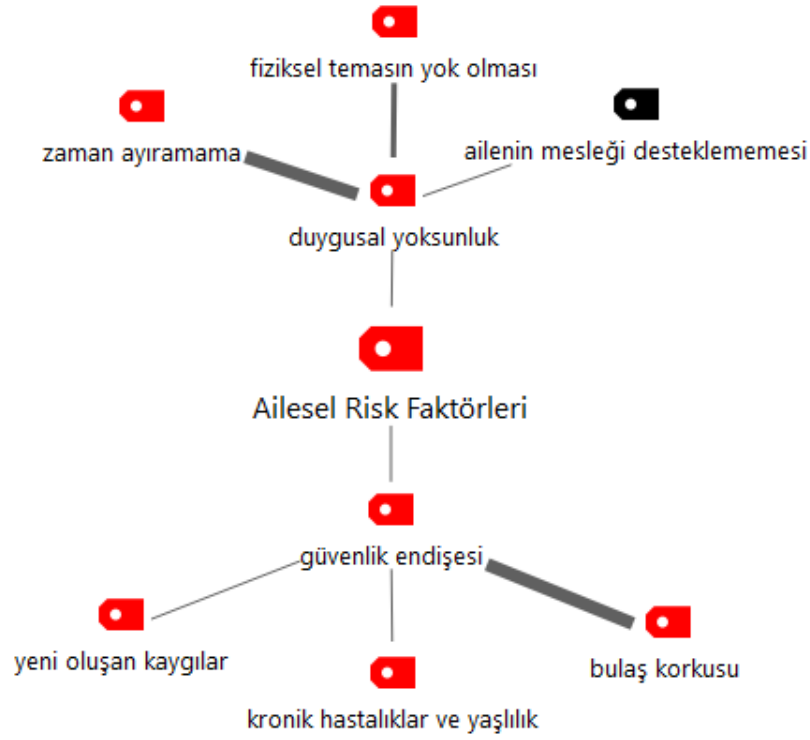 fiziksel temasın yok olması
zaman ayıramama
ailenin mesleği desteklememesi
duygusal yoksunluk
Ailesel Risk Faktörleri
güvenlik endişesi
yeni oluşan kaygılar
bulaş korkusu
kronik hastalıklar ve yaşlılık